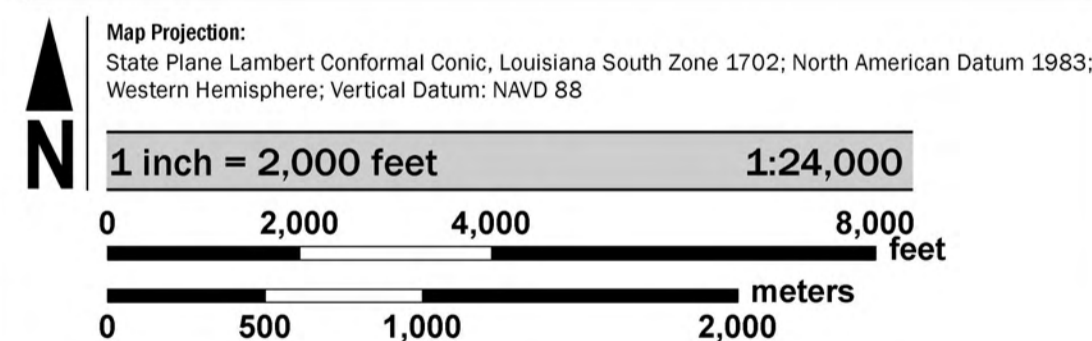 Map Projection:
State Plane Lambert Conformal Conic, Louisiana South Zone 1702; North American Datum 1983;
Western Hemisphere; Vertical Datum: NAVD 88
N
1 inch = 2,000 feet 1:24,000
0 2,000 4,000 8,000
feet
meters
0 500 1,000 2,000